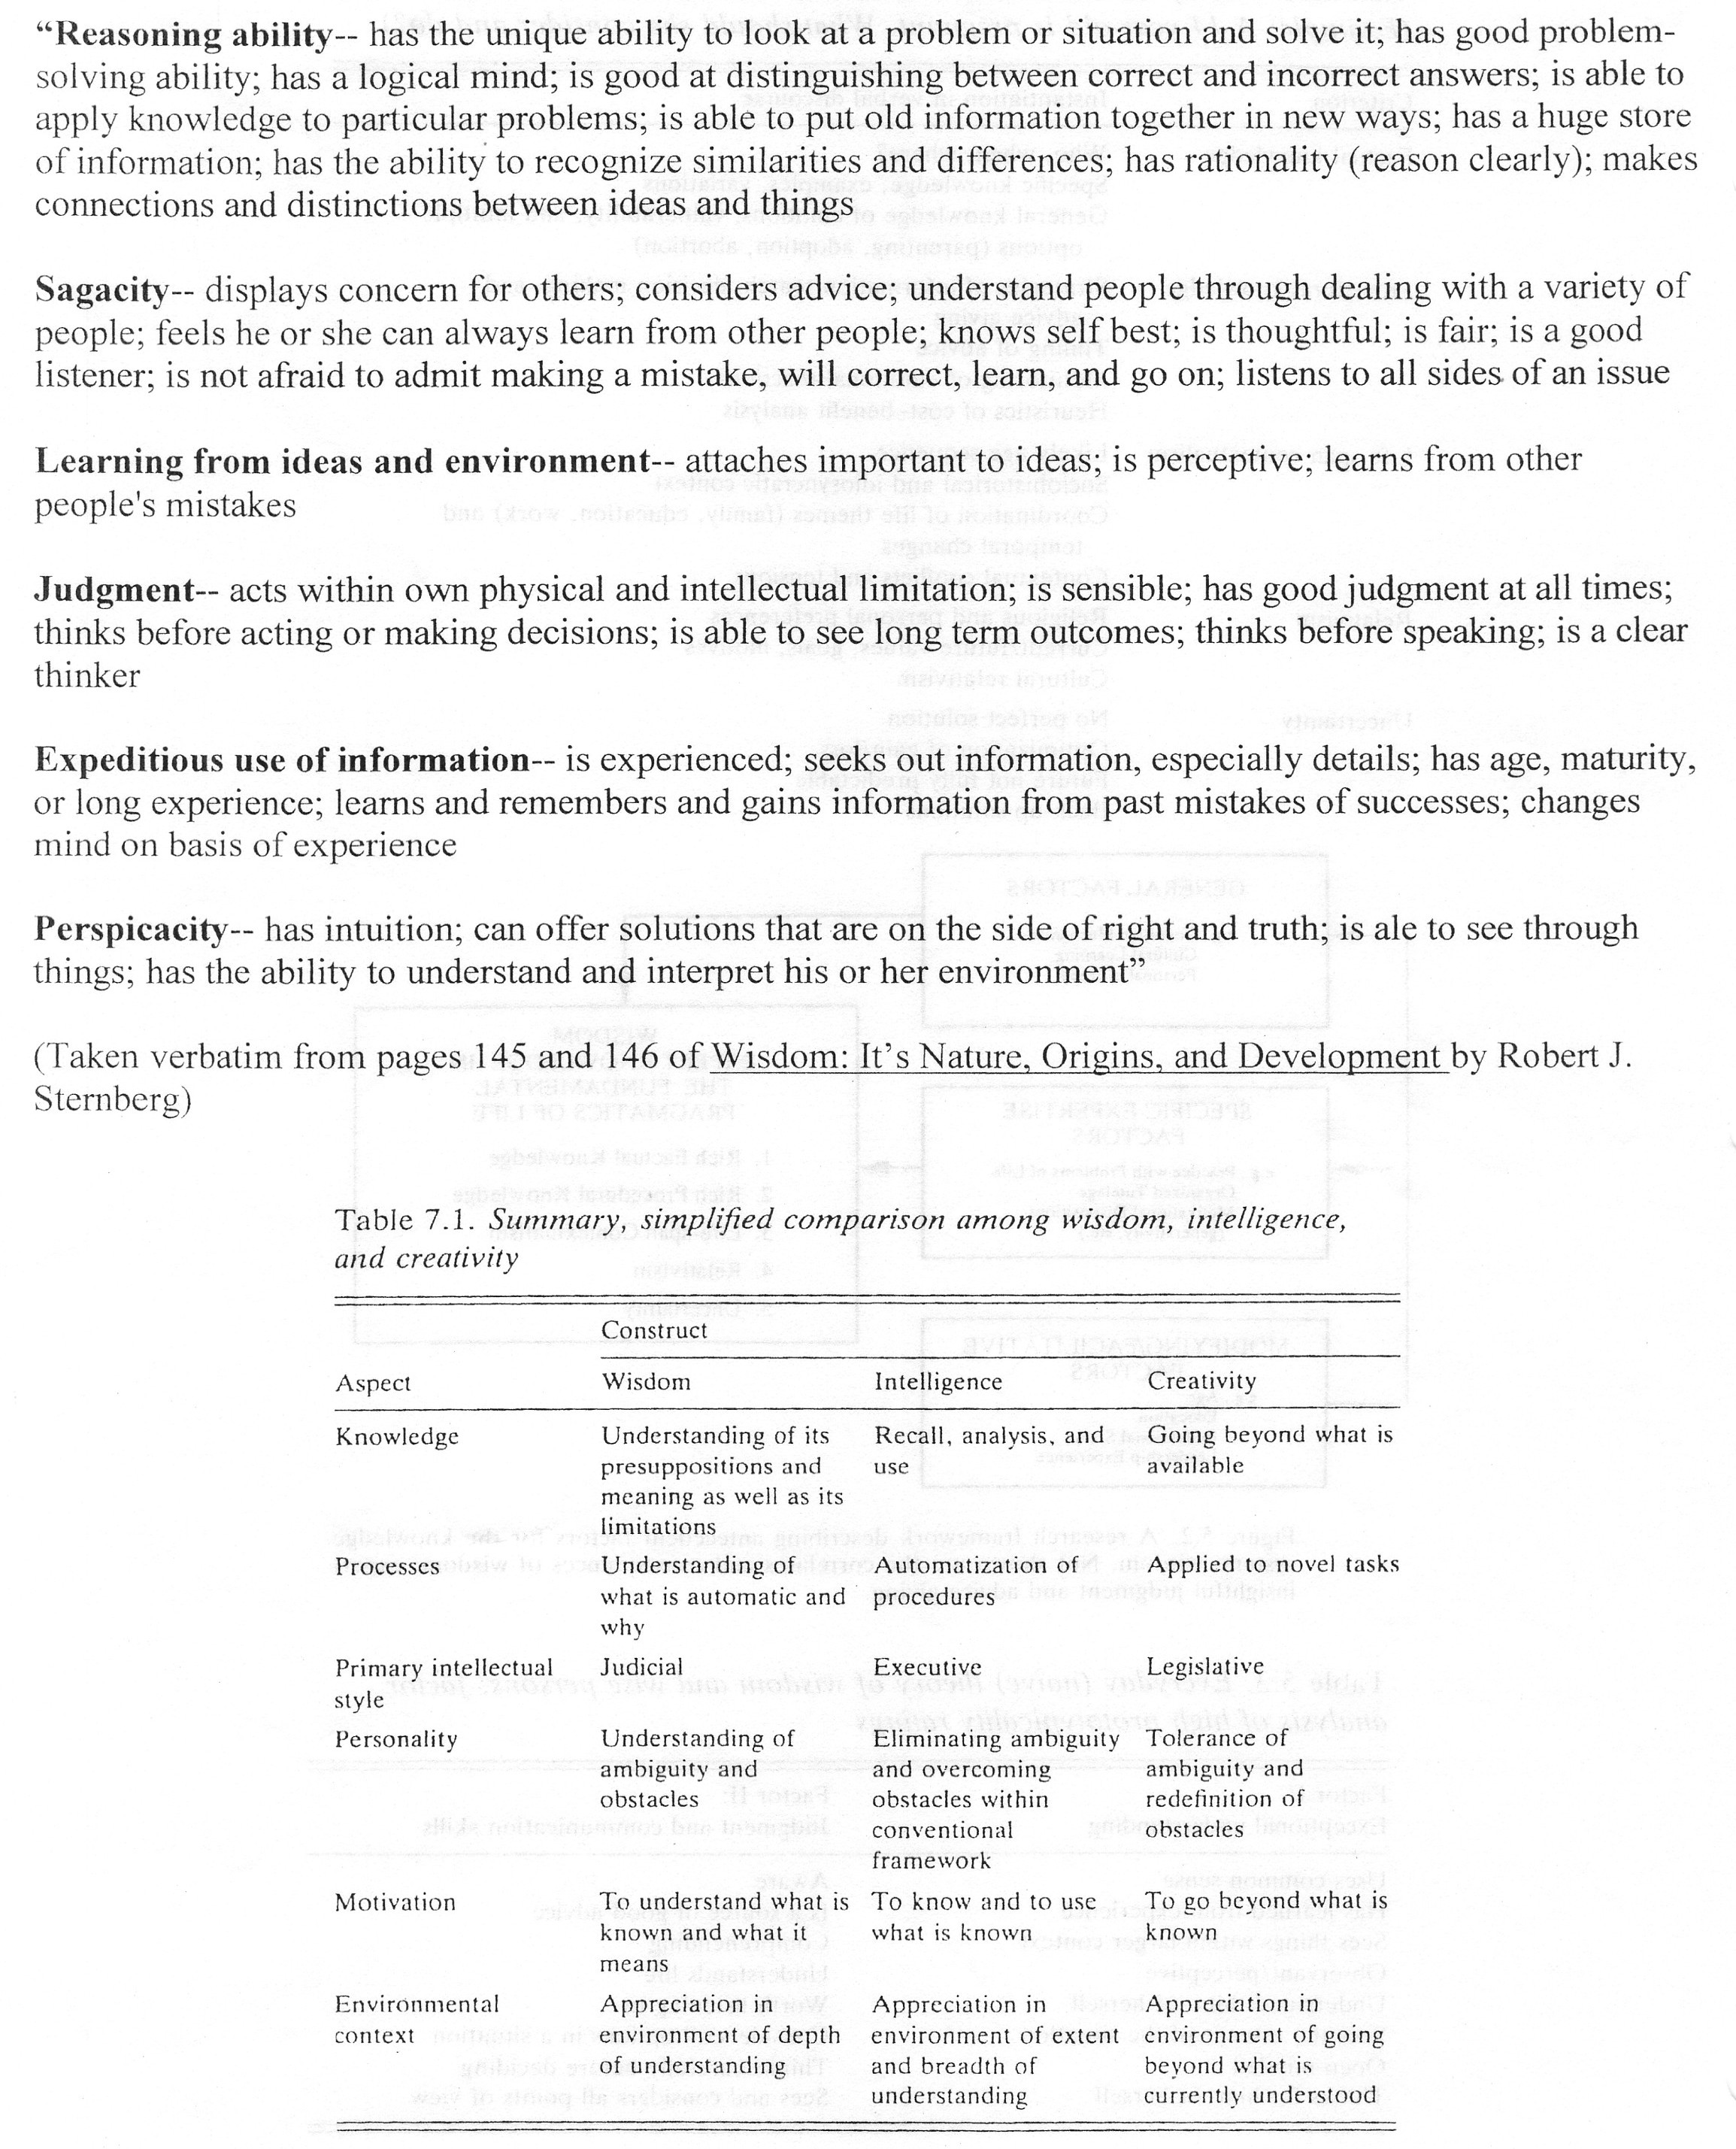 “Reasoning ability-- has the unique ability to look at a problem or situation and solve it; has good problem-
solving ability; has a logical mind; is good at distinguishing between correct and incorrect answers; is able to
apply knowledge to particular problems; is able to put old information together in new ways; has a huge store
of information; has the ability to recognize similarities and differences; has rationality (reason clearly); makes
connections and distinctions between ideas and things
Sagacity-- displays concern for others; considers advice; understand people through dealing with a variety of
people; feels he or she can always learn from other people; knows self best; is thoughtful; is fair; is a good
listener; is not afraid to admit making a mistake, will correct, learn, and go on; listens to all sides of an issue
Learning from ideas and environment-- attaches important to ideas; is perceptive; learns from other
people's mistakes
Judgment-- acts within own physical and intellectual limitation; is sensible; has good judgment at all times;
thinks before acting or making decisions; is able to see long term outcomes; thinks before speaking; is a clear
thinker
Expeditious use of information-- is experienced; seeks out information, especially details; has age, maturity,
or long experience; learns and remembers and gains information from past mistakes of successes; changes
mind on basis of experience
Perspicacity-- has intuition; can offer solutions that are on the side of right and truth; is ale to see through
things; has the ability to understand and interpret his or her environment”
(Taken verbatim from pages 145 and 146 of Wisdom: It’s Nature, Origins, and Development by Robert J.
Sternberg)
Table 7.1. Summary, simplified comparison among wisdom, intelligence,
and creativity
Construct
Aspect Wisdom Intelligence Creativity
Knowledge Understanding of its Recall, analysis, and Going beyond what is
presuppositions and use available
meaning as well as its
limitations
Processes Understanding of Automatization of Applied to novel tasks
what is automatic and procedures
why
Primary intellectual Judicial Executive Legislative
style
Personality Understanding of Eliminating ambiguity Tolerance of
ambiguity and and overcoming ambiguity and
obstacles obstacles within redefinition of
conventional obstacles
framework
Motivation To understand what is To know and to use To go beyond what is
known and what it what is known known
means
Environmental Appreciation in Appreciation in Appreciation in
context environment of depth environment of extent environment of going
of understanding and breadth of beyond what is
understanding currently understood